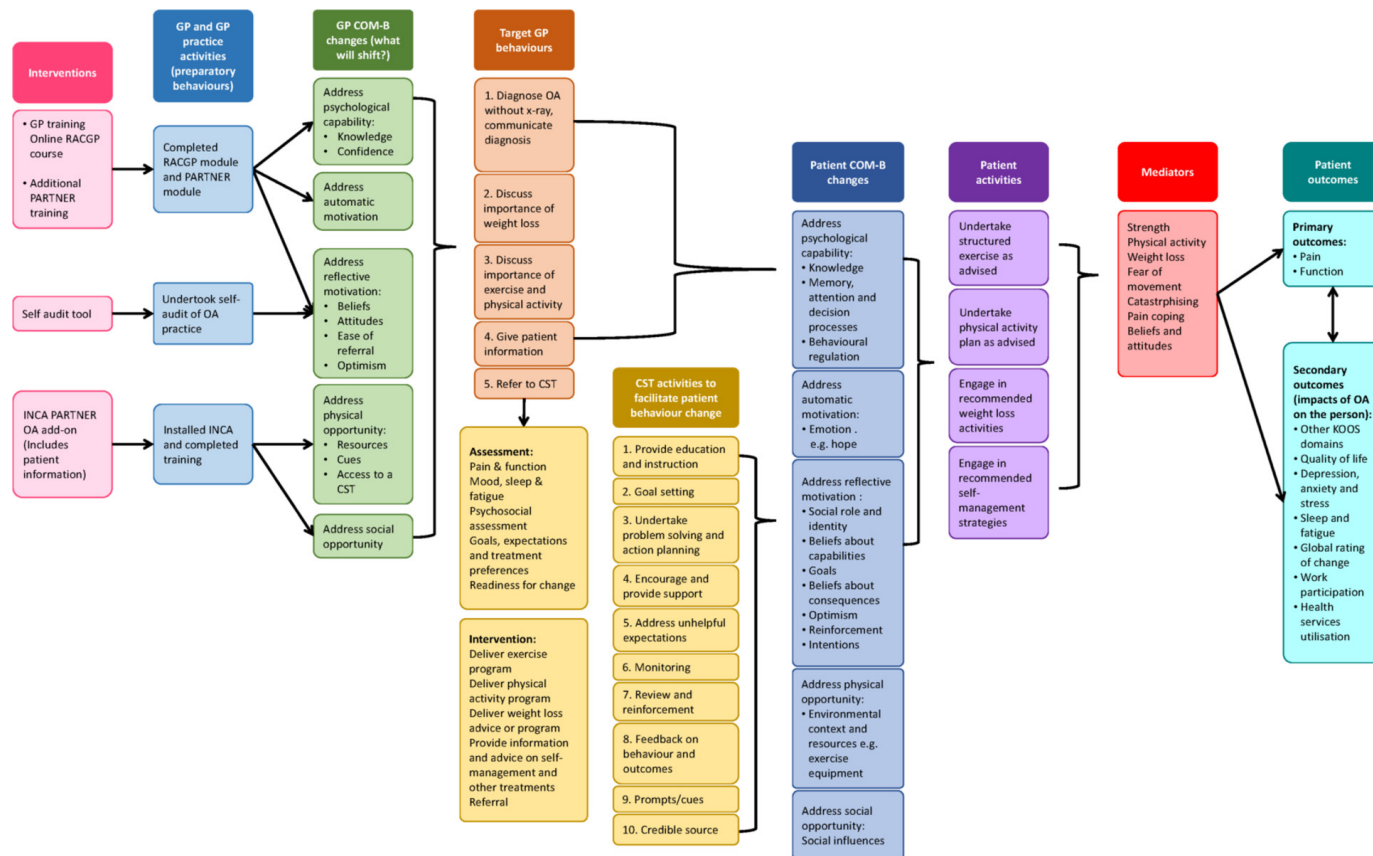 Interventions
• GP training
Online RACGP
course
• Additional
PARTNER
training
Self audit tool
INCA PARTNER
OA add-on
(Includes
patient
information)
GP and GP
practice
activities
(preparatory
behaviours)
Completed
RACGP module
and PARTNER
module
Undertook self-
audit of OA
practice
Installed INCA
and completed
training
GP COM-B
changes (what
will shift?)
Address
psychological
capability:
• Knowledge
• Confidence
Address
automatic
motivation
Address
reflective
motivation:
• Beliefs
• Attitudes
• Ease of
referral
• Optimism
Address
physical
opportunity:
• Resources
• Cues
• Access to a
CST
Address social
opportunity
Target GP
behaviours
1. Diagnose OA
without x-ray,
communicate
diagnosis
2. Discuss
importance of
weight loss
3. Discuss
importance of
exercise and
physical activity
4. Give patient
information
5. Refer to CST
Assessment:
Pain & function
Mood, sleep &
fatigue
Psychosocial
assessment
Goals, expectations
and treatment
preferences
Readiness for change
Intervention:
Deliver exercise
program
Deliver physical
activity program
Deliver weight loss
advice or program
Provide information
and advice on self-
management and
other treatments
Referral
CST activities to
facilitate patient
behaviour change
1. Provide education
and instruction
2. Goal setting
3. Undertake
problem solving and
action planning
4. Encourage and
provide support
5. Address unhelpful
expectations
6. Monitoring
7. Review and
reinforcement
8. Feedback on
behaviour and
outcomes
9. Prompts/cues
10. Credible source
Patient COM-B
changes
Address
psychological
capability:
• Knowledge
• Memory,
attention and
decision
processes
• Behavioural
regulation
Address
automatic
motivation:
• Emotion .
e.g. hope
Address reflective
motivation :
• Social role and
identity
• Beliefs about
capabilities
• Goals
• Beliefs about
consequences
• Optimism
• Reinforcement
• Intentions
Address physical
opportunity:
• Environmental
context and
resources e.g.
exercise
equipment
Address social
opportunity:
Social influences
Patient
activities
Undertake
structured
exercise as
advised
Undertake
physical activity
plan as advised
Engage in
recommended
weight loss
activities
Engage in
recommended
self-
management
strategies
Mediators
Strength
Physical activity
Weight loss
Fear of
movement
Catastrphising
Pain coping
Beliefs and
attitudes
Patient
outcomes
Primary
outcomes:
• Pain
• Function
Secondary
outcomes
(impacts of OA
on the person):
• Other KOOS
domains
• Quality of life
• Depression,
anxiety and
stress
• Sleep and
fatigue
• Global rating
of change
• Work
participation
• Health
services
utilisation